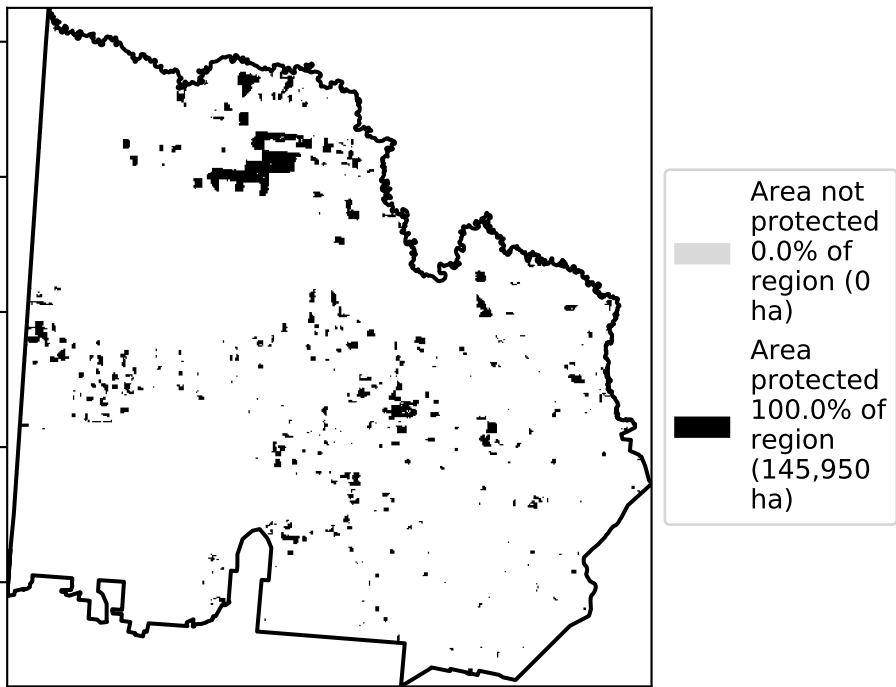 Area not
protected
0.0% of
region (0
ha)
Area
protected
100.0% of
region
(145,950
ha)